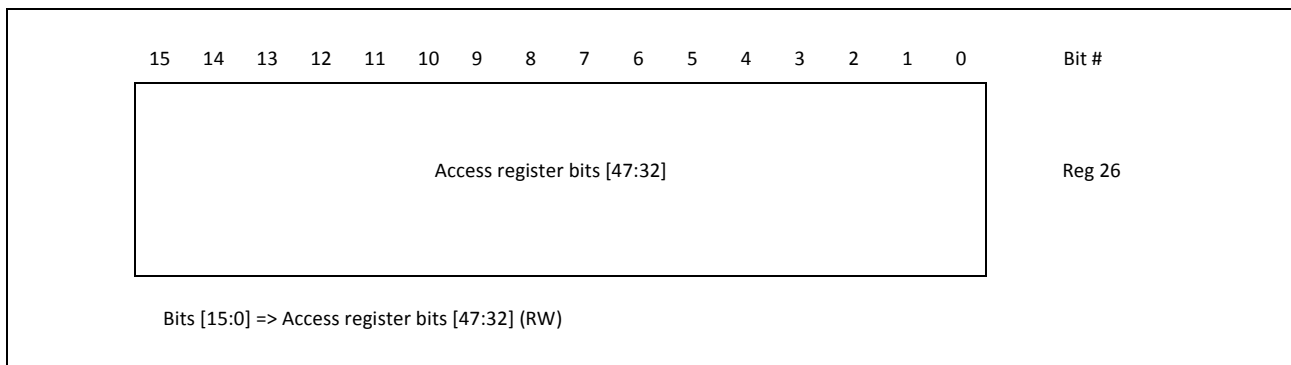 15 14 13 12 11 10 9 8 7 6 5 4 3 2 1 0 Bit #
Access register bits [47:32] Reg 26
Bits [15:0] => Access register bits [47:32] (RW)